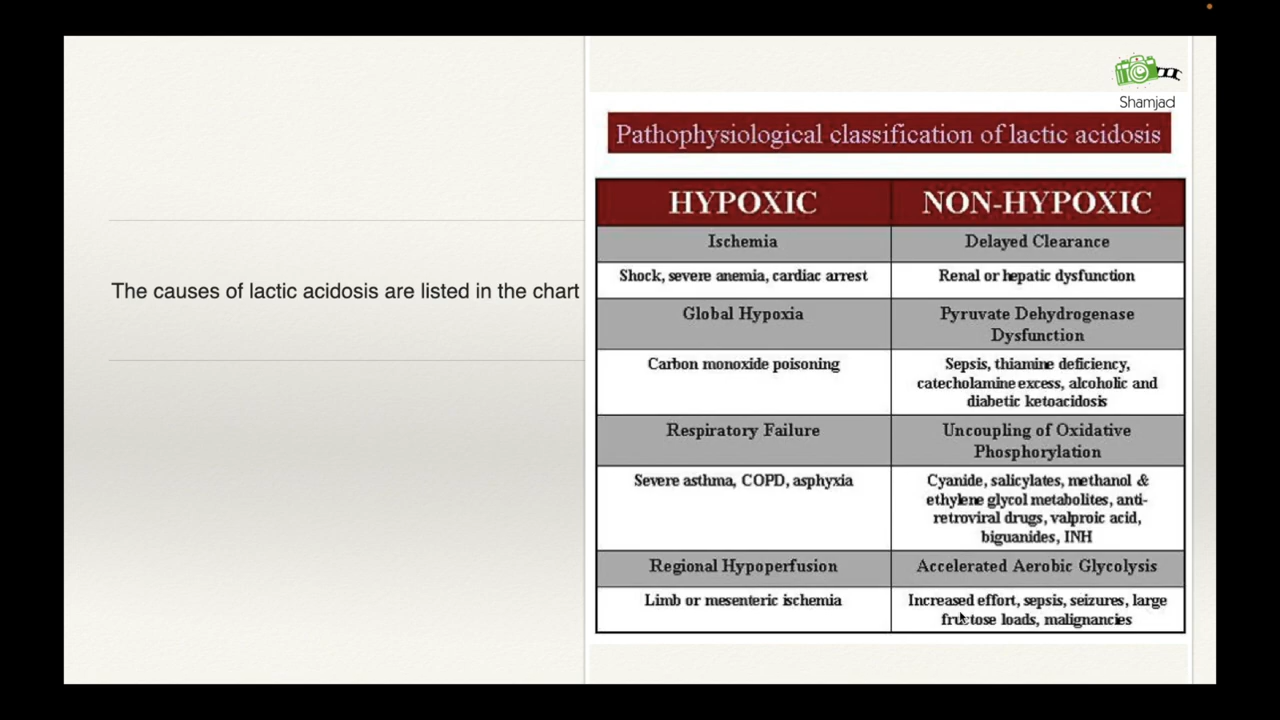 Shamjad
The causes of lactic acidosis are listed in the chart
Pathophysiological classification of lactic acidosis
HYPOXIC
NON-HYPOXIC
Ischemia
Delayed Clearance
Shock, severe anemia, cardiac arrest
Renal or hepatic dysfunction
Global Hypoxia
Pyruvate Dehydrogenase
Dysfunction
Carbon monoxide poisoning
Sepsis, thiamine deficiency,
catecholamine excess, alcoholic and
diabetic ketoacidosis
Respiratory Failure
Uncoupling of Oxidative
Phosphorylation
Severe asthma, COPD, asphyxia
Cyanide, salicylates, methanol &
ethylene glycol metabolites, anti-
retroviral drugs, valproic acid,
biguanides, INH
Regional Hypoperfusion
Accelerated Aerobic Glycolysis
Limb or mesenteric ischemia
Increased effort, sepsis, seizures, large
fructose loads, malignancies